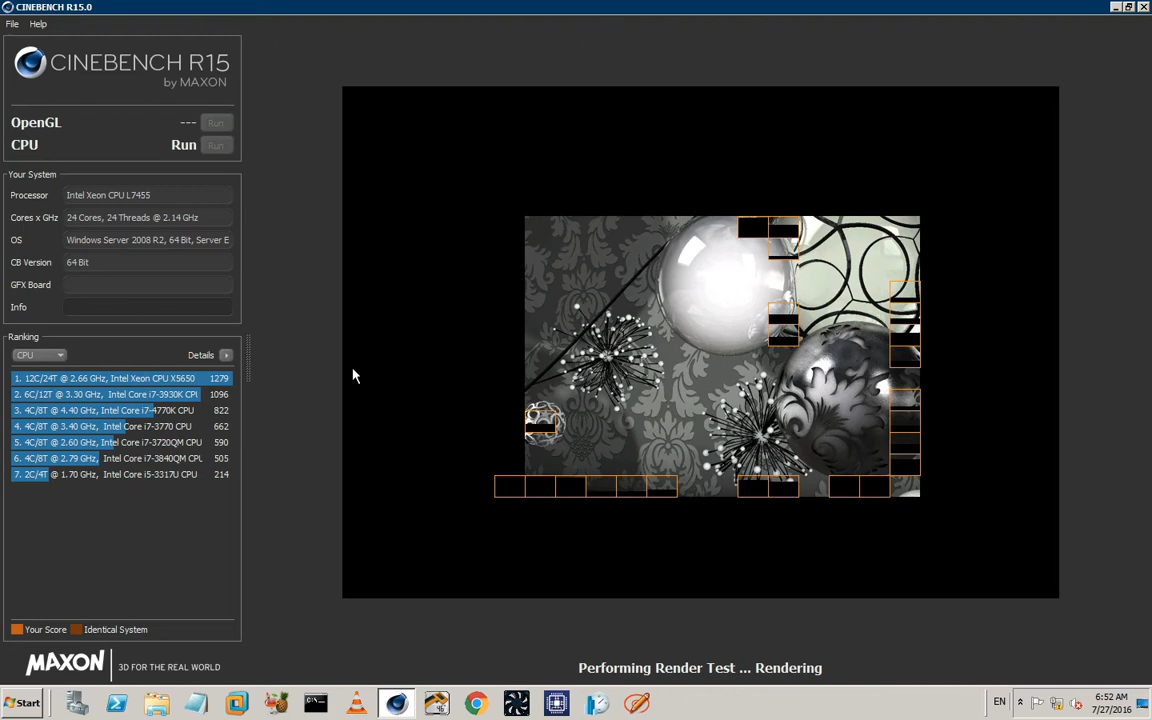 CINEBENCH R15.0
File Help
CINEBENCH R15
by MAXON
OpenGL --- Run
CPU Run Run
Your System
Processor Intel Xeon CPU L7455
Cores x GHz 24 Cores, 24 Threads @ 2.14 GHz
OS Windows Server 2008 R2, 64 Bit, Server E
CB Version 64 Bit
GFX Board
Info
Ranking
CPU Details
1. 12C/24T @ 2.66 GHz, Intel Xeon CPU X5650 1279
2. 6C/12T @ 3.30 GHz, Intel Core i7-3930K CPU 1096
3. 4C/8T @ 4.40 GHz, Intel Core i7-4770K CPU 822
4. 4C/8T @ 3.40 GHz, Intel Core i7-3770 CPU 662
5. 4C/8T @ 2.60 GHz, Intel Core i7-3720QM CPU 590
6. 4C/8T @ 2.79 GHz, Intel Core i7-3840QM CPU 505
7. 2C/4T @ 1.70 GHz, Intel Core i5-3317U CPU 214
Your Score Identical System
MAXON 3D FOR THE REAL WORLD
Performing Render Test ... Rendering
Start EN 6:52 AM
7/27/2016